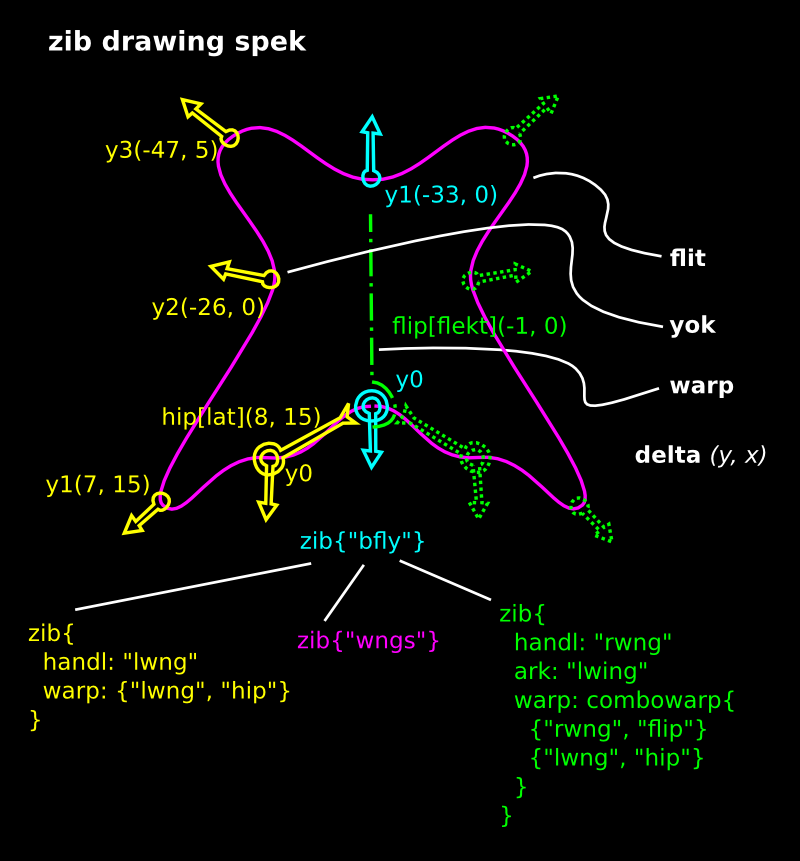 zib drawing spek
y3(-47, 5)
y1(-33, 0)
flit
y2(-26, 0)
flip[flekt](-1, 0)
yok
y0
warp
hip[lat](8, 15)
delta (y, x)
y0
y1(7, 15)
zib{"bfly"}
zib{
handl: "lwng"
warp: {"lwng", "hip"}
}
zib{"wngs"}
zib{
handl: "rwng"
ark: "lwing"
warp: combowarp{
{"rwng", "flip"}
{"lwng", "hip"}
}
}